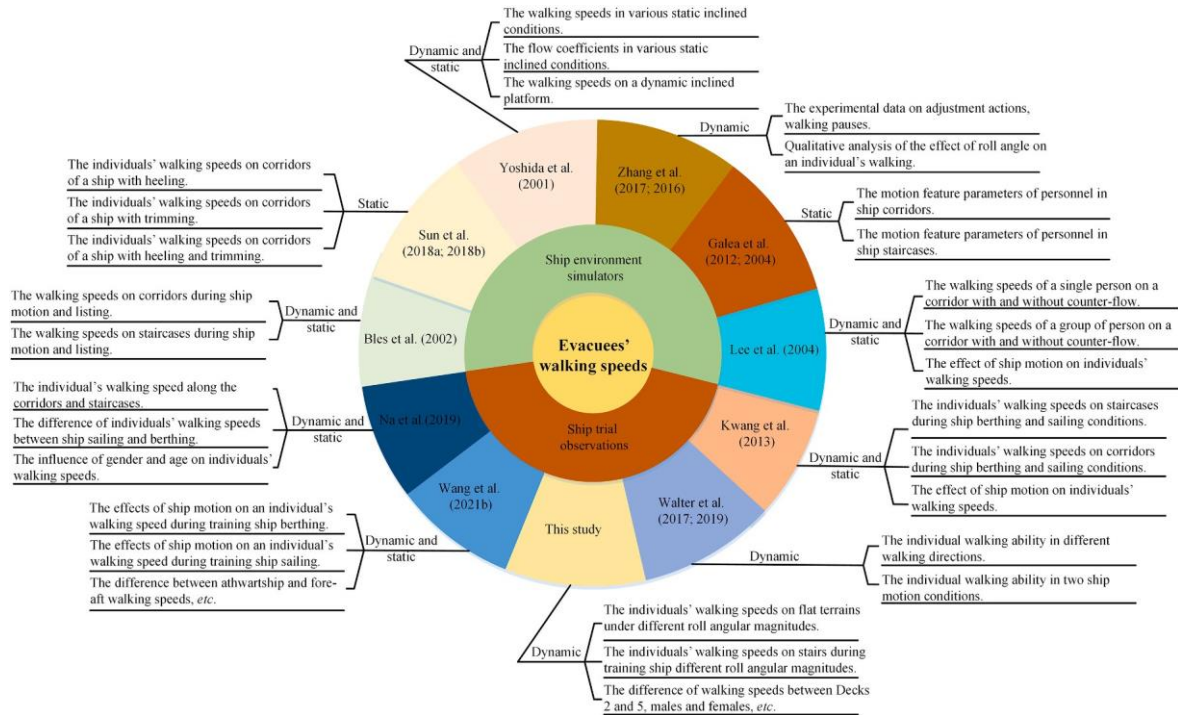 The walking speeds in various static inclined
conditions.
The flow coefficients in various static
inclined conditions.
The walking speeds on a dynamic inclined
platform.
Dynamic and
static
The experimental data on adjustment actions,
walking pauses.
Qualitative analysis of the effect of roll angle on
an individual's walking.
Dynamic
The motion feature parameters of personnel in
ship corridors.
The motion feature parameters of personnel in
ship staircases.
Static
The walking speeds of a single person on a
corridor with and without counter-flow.
The walking speeds of a group of person on a
corridor with and without counter-flow.
The effect of ship motion on individuals'
walking speeds.
Dynamic and
static
The individuals' walking speeds on staircases
during ship berthing and sailing conditions.
The individuals' walking speeds on corridors
during ship berthing and sailing conditions.
The effect of ship motion on individuals'
walking speeds.
Dynamic and
static
The individual walking ability in different
walking directions.
The individual walking ability in two ship
motion conditions.
Dynamic
The individuals' walking speeds on flat terrains
under different roll angular magnitudes.
The individuals' walking speeds on stairs during
training ship different roll angular magnitudes.
The difference of walking speeds between Decks
2 and 5, males and females, etc.
Dynamic
The effects of ship motion on an individual's
walking speed during training ship berthing.
The effects of ship motion on an individual's
walking speed during training ship sailing.
The difference between athwartship and fore-
aft walking speeds, etc.
Dynamic and
static
The individual's walking speed along the
corridors and staircases.
The difference of individuals' walking speeds
between ship sailing and berthing.
The influence of gender and age on individuals'
walking speeds.
Dynamic and
static
The walking speeds on corridors during ship
motion and listing.
The walking speeds on staircases during ship
motion and listing.
Dynamic and
static
The individuals' walking speeds on corridors
of a ship with heeling.
The individuals' walking speeds on corridors
of a ship with trimming.
The individuals' walking speeds on corridors
of a ship with heeling and trimming.
Static
Yoshida et al.
(2001)
Zhang et al.
(2017; 2016)
Galea et al.
(2012; 2004)
Lee et al. (2004)
Kwang et al.
(2013)
Walter et al.
(2017; 2019)
This study
Wang et al.
(2021b)
Na et al.(2019)
Bles et al. (2002)
Sun et al.
(2018a; 2018b)
Ship environment
simulators
Evacuees'
walking speeds
Ship trial
observations